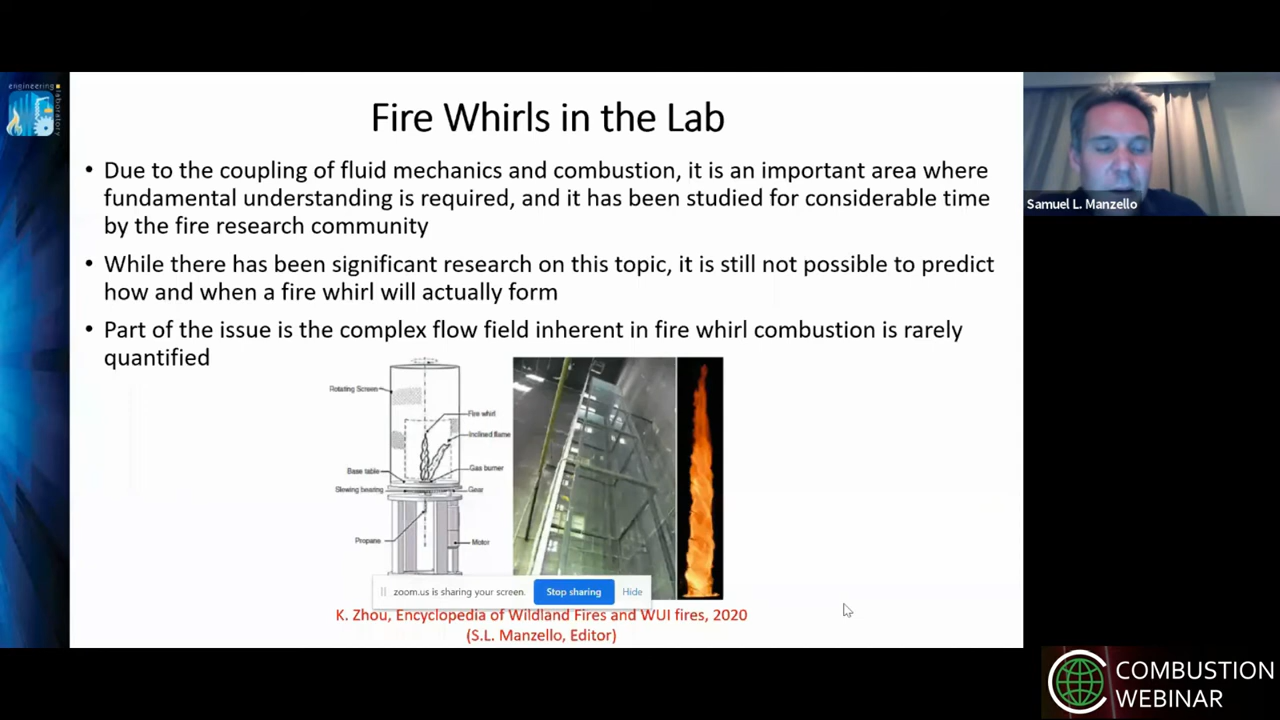 engineering
laboratory
Fire Whirls in the Lab
• Due to the coupling of fluid mechanics and combustion, it is an important area where
fundamental understanding is required, and it has been studied for considerable time
by the fire research community
• While there has been significant research on this topic, it is still not possible to predict
how and when a fire whirl will actually form
• Part of the issue is the complex flow field inherent in fire whirl combustion is rarely
quantified
Rotating Screen
Fire whirl
Inclined flame
Base table
Gas burner
Slewing bearing
Gear
Propane
Motor
zoom.us is sharing your screen.
Stop sharing
Hide
K. Zhou, Encyclopedia of Wildland Fires and WUI fires, 2020
(S.L. Manzello, Editor)
Samuel L. Manzello
COMBUSTION
WEBINAR